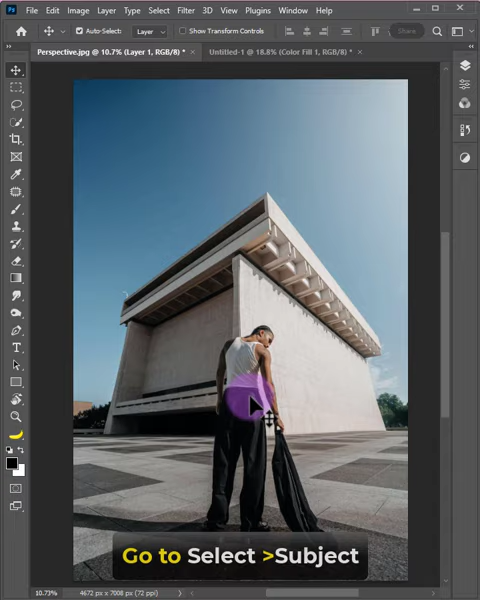 Ps File Edit Image Layer Type Select Filter 3D View Plugins Window Help
Auto-Select: Layer Show Transform Controls Share
Perspective.jpg @ 10.7% (Layer 1, RGB/8) * × Untitled-1 @ 18.8% (Color Fill 1, RGB/8) * ×
T
Go to Select >Subject
10.73% 4672 px x 7008 px (72 ppi)